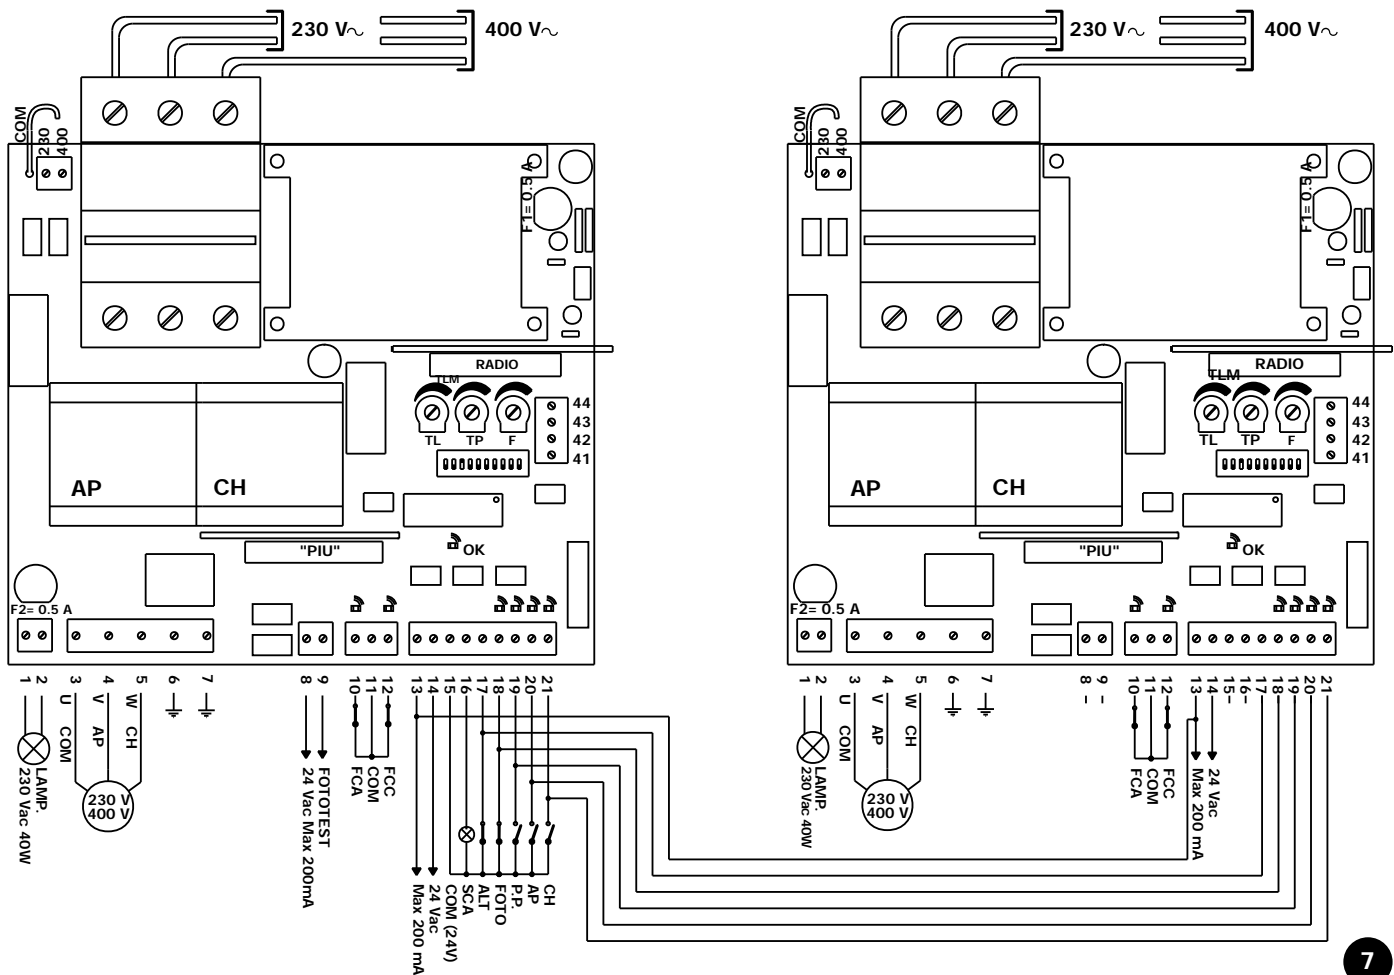 230 V~
400 V~
230 V~
400 V~
COM
230
400
F1= 0.5 A
COM
230
400
F1= 0.5 A
RADIO
TLM
TL
TP
F
44
43
42
41
AP
CH
"PIU"
OK
F2= 0.5 A
RADIO
TLM
TL
TP
F
44
43
42
41
AP
CH
"PIU"
OK
F2= 0.5 A
1
2
3
4
5
6
7
8
9
10
11
12
13
14
15
16
17
18
19
20
21
U
V
W
COM
AP
CH
LAMP.
230 Vac 40W
230 V
400 V
FOTOTEST
24 Vac Max 200mA
FCA
COM
FCC
Max 200 mA
24 Vac
COM (24V)
SCA
ALT
FOTO
P.P.
AP
CH
1
2
3
4
5
6
7
8 -
9 -
10
11
12
13
14
15-
16-
17
18
19
20
21
U
V
W
COM
AP
CH
LAMP.
230 Vac 40W
230 V
400 V
FCA
COM
FCC
24 Vac
Max 200 mA
7